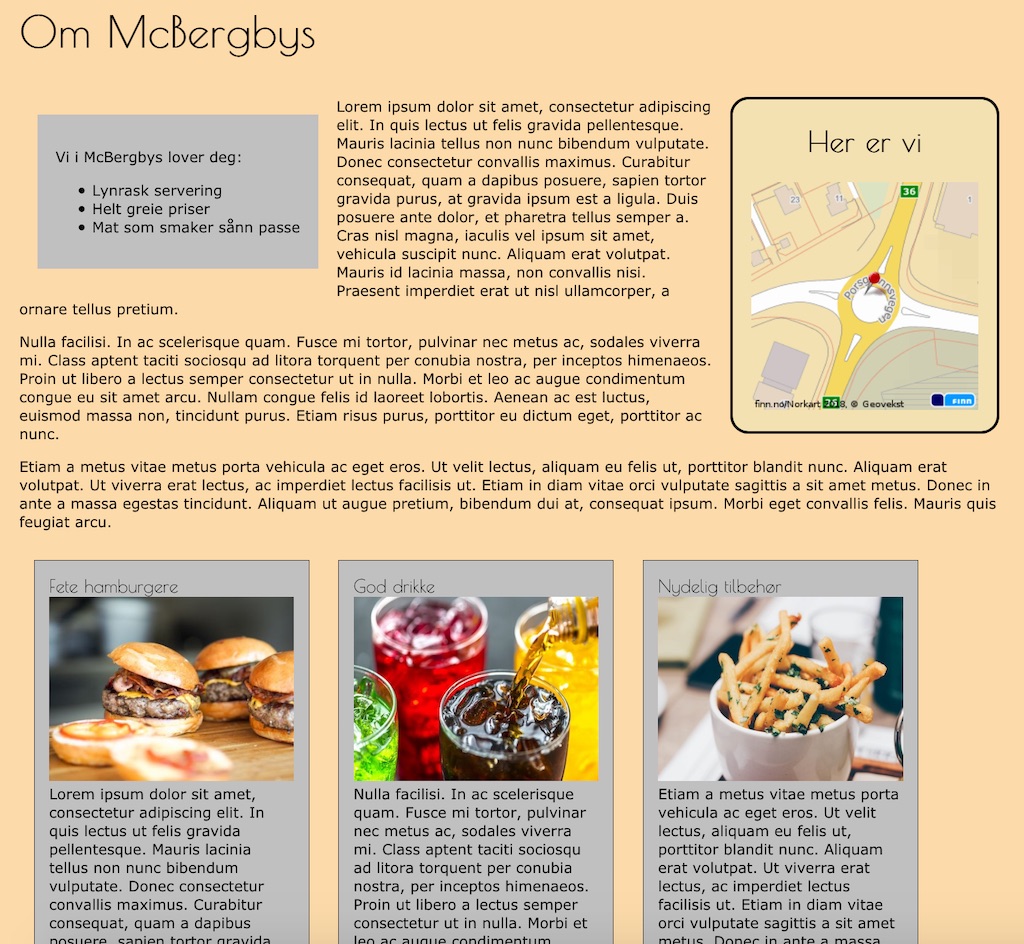 Om McBergbys
Vi i McBergbys lover deg:
Lynrask servering
Helt greie priser
Mat som smaker sånn passe
Lorem ipsum dolor sit amet, consectetur adipiscing
elit. In quis lectus ut felis gravida pellentesque.
Mauris lacinia tellus non nunc bibendum vulputate.
Donec consectetur convallis maximus. Curabitur
consequat, quam a dapibus posuere, sapien tortor
gravida purus, at gravida ipsum est a ligula. Duis
posuere ante dolor, et pharetra tellus semper a.
Cras nisl magna, iaculis vel ipsum sit amet,
vehicula suscipit nunc. Aliquam erat volutpat.
Mauris id lacinia massa, non convallis nisi.
Praesent imperdiet erat ut nisl ullamcorper, a
ornare tellus pretium.
Nulla facilisi. In ac scelerisque quam. Fusce mi tortor, pulvinar nec metus ac, sodales viverra
mi. Class aptent taciti sociosqu ad litora torquent per conubia nostra, per inceptos himenaeos.
Proin ut libero a lectus semper consectetur ut in nulla. Morbi et leo ac augue condimentum
congue eu sit amet arcu. Nullam congue felis id laoreet lobortis. Aenean ac est luctus,
euismod massa non, tincidunt purus. Etiam risus purus, porttitor eu dictum eget, porttitor ac
nunc.
Her er vi
36
23
11
1
Porsgrunnsvegen
finn.no/Norkart 2018, © Geovekst
FINN
Etiam a metus vitae metus porta vehicula ac eget eros. Ut velit lectus, aliquam eu felis ut, porttitor blandit nunc. Aliquam erat
volutpat. Ut viverra erat lectus, ac imperdiet lectus facilisis ut. Etiam in diam vitae orci vulputate sagittis a sit amet metus. Donec in
ante a massa egestas tincidunt. Aliquam ut augue pretium, bibendum dui at, consequat ipsum. Morbi eget convallis felis. Mauris quis
feugiat arcu.
Fete hamburgere
Lorem ipsum dolor sit amet,
consectetur adipiscing elit. In
quis lectus ut felis gravida
pellentesque. Mauris lacinia
tellus non nunc bibendum
vulputate. Donec consectetur
convallis maximus. Curabitur
consequat, quam a dapibus
posuere, sapien tortor gravida
God drikke
Nulla facilisi. In ac scelerisque
quam. Fusce mi tortor, pulvinar
nec metus ac, sodales viverra
mi. Class aptent taciti sociosqu
ad litora torquent per conubia
nostra, per inceptos himenaeos.
Proin ut libero a lectus semper
consectetur ut in nulla. Morbi et
leo ac augue condimentum
Nydelig tilbehør
Etiam a metus vitae metus porta
vehicula ac eget eros. Ut velit
lectus, aliquam eu felis ut,
porttitor blandit nunc. Aliquam
erat volutpat. Ut viverra erat
lectus, ac imperdiet lectus
facilisis ut. Etiam in diam vitae
orci vulputate sagittis a sit amet
metus. Donec in ante a massa